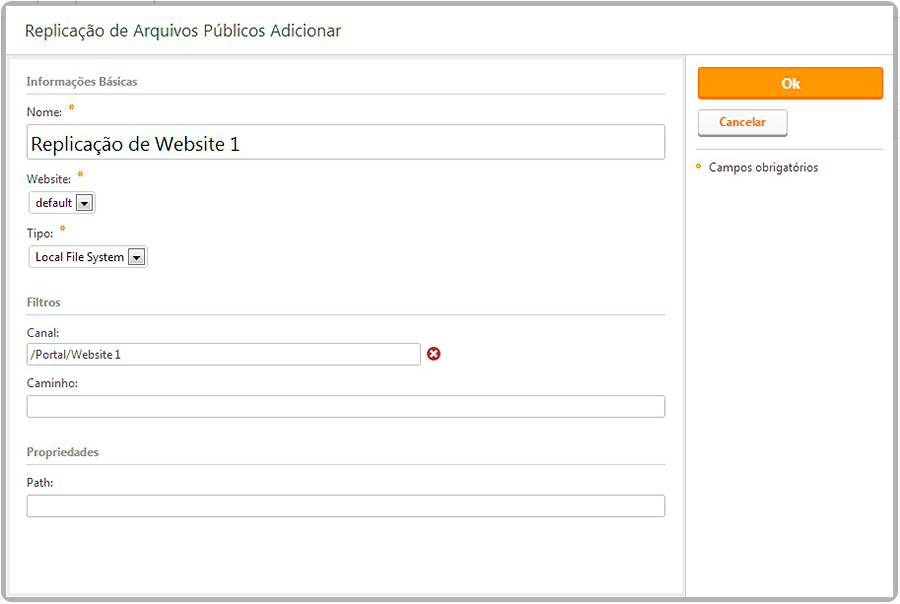 Replicação de Arquivos Públicos Adicionar
Informações Básicas
Nome: *
Replicação de Website 1
Website: *
default
Tipo: *
Local File System
Filtros
Canal:
/Portal/Website 1
Caminho:
Propriedades
Path:
Ok
Cancelar
* Campos obrigatórios